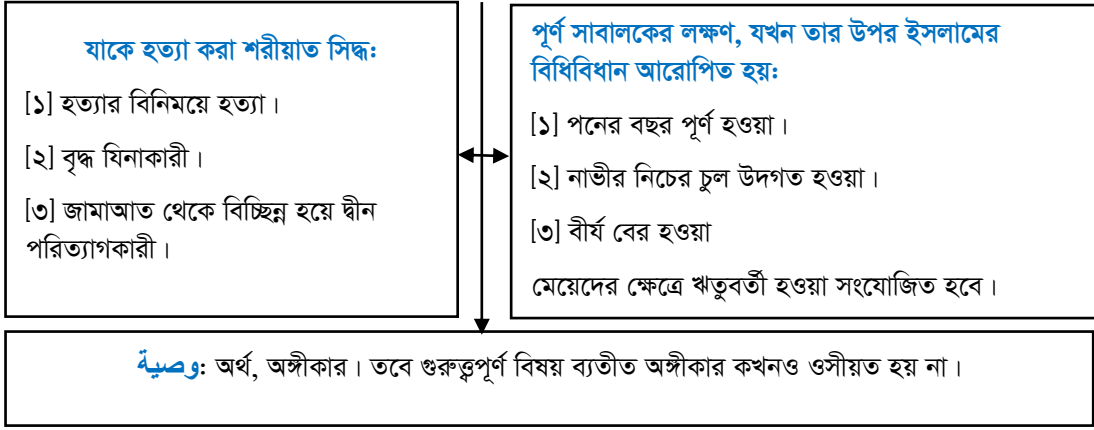 যাকে হত্যা করা শরীয়াত সিদ্ধ:
[১] হত্যার বিনিময়ে হত্যা।
[২] বৃদ্ধ যিনাকারী।
[৩] জামাআত থেকে বিচ্ছিন্ন হয়ে দ্বীন
পরিত্যাগকারী।
পূর্ণ সাবালকের লক্ষণ, যখন তার উপর ইসলামের
বিধিবিধান আরোপিত হয়:
[১] পনের বছর পূর্ণ হওয়া।
[২] নাভীর নিচের চুল উদগত হওয়া।
[৩] বীর্য বের হওয়া
মেয়েদের ক্ষেত্রে ঋতুবর্তী হওয়া সংযোজিত হবে।
وصية: অর্থ, অঙ্গীকার। তবে গুরুত্বপূর্ণ বিষয় ব্যতীত অঙ্গীকার কখনও ওসীয়ত হয় না।